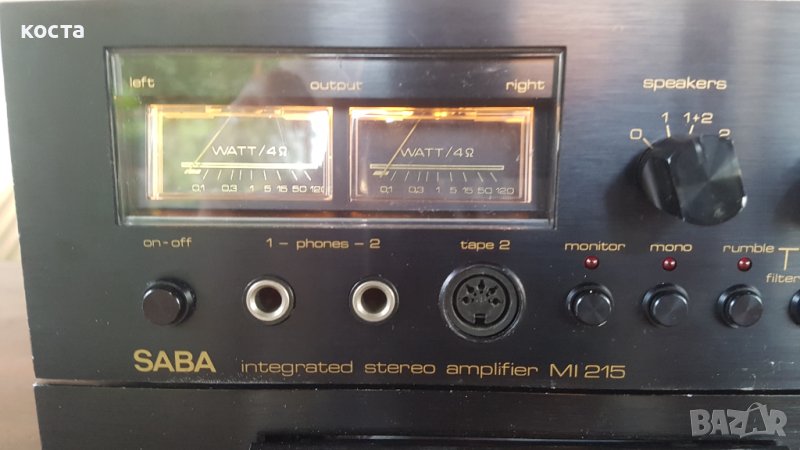 коста
left output right
speakers
0 1 1+2 2
WATT/4Ω WATT/4Ω
0,1 0,3 1 5 15 50 120 0,1 0,3 1 5 15 50 120
on-off 1 - phones - 2 tape 2 monitor mono rumble
filter
SABA integrated stereo amplifier MI 215
BAZAR